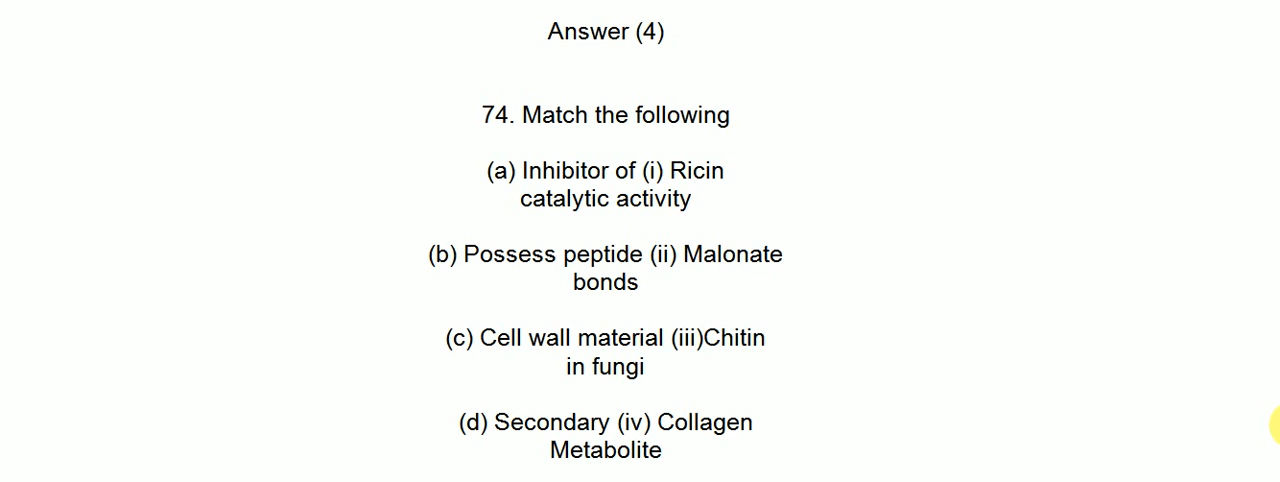 Answer (4)
74. Match the following
(a) Inhibitor of (i) Ricin
catalytic activity
(b) Possess peptide (ii) Malonate
bonds
(c) Cell wall material (iii)Chitin
in fungi
(d) Secondary (iv) Collagen
Metabolite